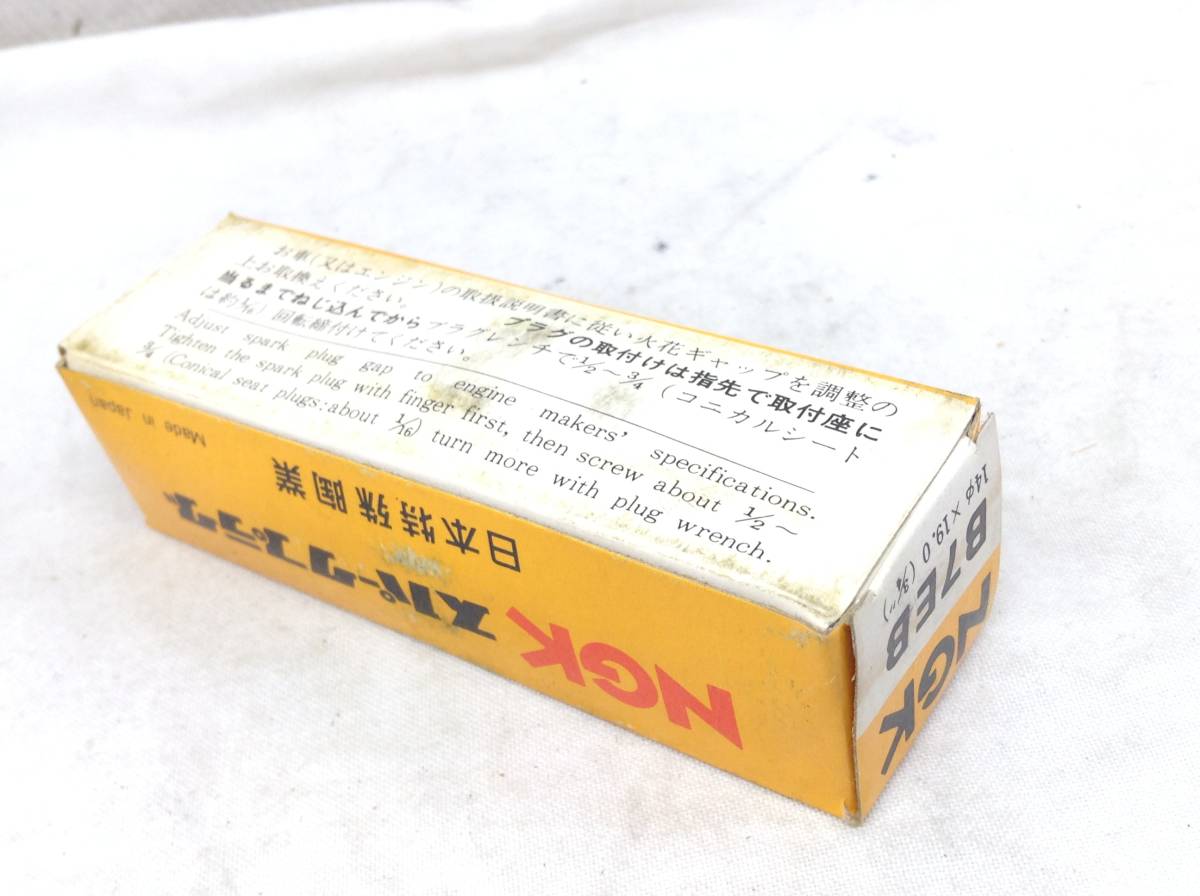 お車(又はエンジン)の取扱説明書に従い火花ギャップを調整の
上お取換えください。 プラグの取付けは指先で取付座に
当るまでねじ込んでからプラグレンチで1/2～3/4 (コニカルシート
は約1/16) 回転締付けてください。
Adjust spark plug gap to engine makers' specifications.
Tighten the spark plug with finger first, then screw about 1/2～
3/4 (Conical seat plugs: about 1/16) turn more with plug wrench.
Made in Japan
日本特殊陶業
NGK スパークプラグ
14φ×19.0 (3/4")
B7EB
NGK